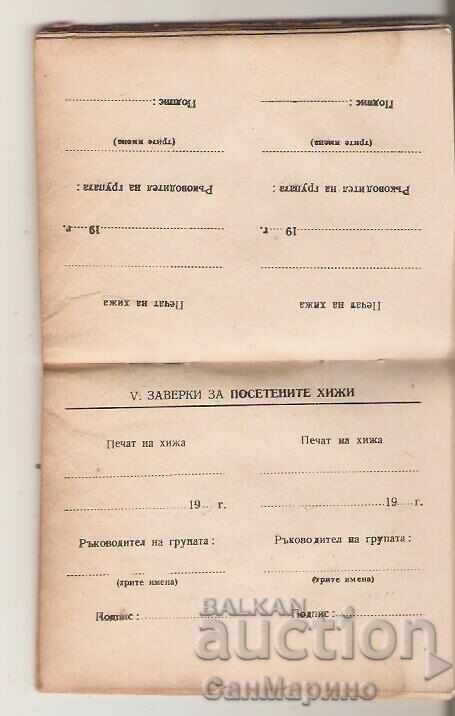 Печат на хижа Печат на хижа
19....г. 19....г.
Ръководител на групата: Ръководител на групата:
(трите имена) (трите имена)
Подпис: Подпис:
V: ЗАВЕРКИ ЗА ПОСЕТЕНИТЕ ХИЖИ
Печат на хижа Печат на хижа
19....г. 19....г.
Ръководител на групата: Ръководител на групата:
(трите имена) (трите имена)
Подпис: Подпис:
BALKAN
auction
СанМарино